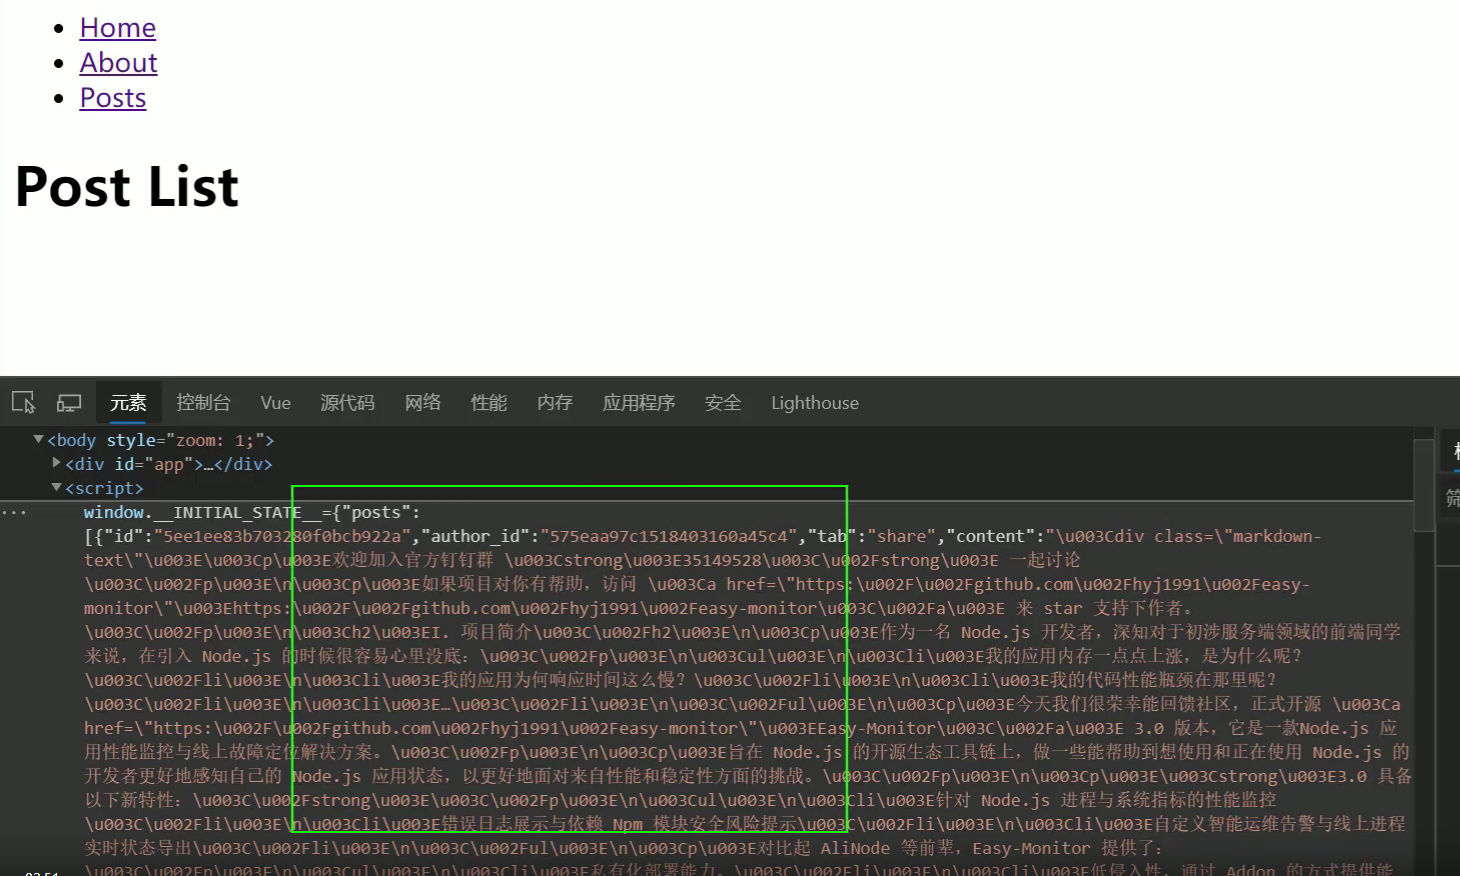 Home
About
Posts
Post List
元素 控制台 Vue 源代码 网络 性能 内存 应用程序 安全 Lighthouse
<body style="zoom: 1;">
<div id="app">…</div>
<script>
window.__INITIAL_STATE__={"posts":
[{"id":"5ee1ee83b703280f0bcb922a","author_id":"575eaa97c1518403160a45c4","tab":"share","content":"\u003Cdiv class=\"markdown-
text\"\u003E\u003Cp\u003E欢迎加入官方钉钉群 \u003Cstrong\u003E35149528\u003C\u002Fstrong\u003E 一起讨论
\u003C\u002Fp\u003E\n\u003Cp\u003E如果项目对你有帮助，访问 \u003Ca href=\"https:\u002F\u002Fgithub.com\u002Fhyj1991\u002Feasy-
monitor\"\u003Ehttps:\u002F\u002Fgithub.com\u002Fhyj1991\u002Feasy-monitor\u003C\u002Fa\u003E 来 star 支持下作者。
\u003C\u002Fp\u003E\n\u003Ch2\u003EI. 项目简介\u003C\u002Fh2\u003E\n\u003Cp\u003E作为一名 Node.js 开发者，深知对于初涉服务端领域的前端同学
来说，在引入 Node.js 的时候很容易心里没底：\u003C\u002Fp\u003E\n\u003Cul\u003E\n\u003Cli\u003E我的应用内存一点点上涨，是为什么呢？
\u003C\u002Fli\u003E\n\u003Cli\u003E我的应用为何响应时间这么慢？\u003C\u002Fli\u003E\n\u003Cli\u003E我的代码性能瓶颈在那里呢？
\u003C\u002Fli\u003E\n\u003Cli\u003E…\u003C\u002Fli\u003E\n\u003C\u002Ful\u003E\n\u003Cp\u003E今天我们很荣幸能回馈社区，正式开源 \u003Ca
href=\"https:\u002F\u002Fgithub.com\u002Fhyj1991\u002Feasy-monitor\"\u003EEasy-Monitor\u003C\u002Fa\u003E 3.0 版本，它是一款Node.js 应
用性能监控与线上故障定位解决方案。\u003C\u002Fp\u003E\n\u003Cp\u003E旨在 Node.js 的开源生态工具链上，做一些能帮助到想使用和正在使用 Node.js 的
开发者更好地感知自己的 Node.js 应用状态，以更好地面对来自性能和稳定性方面的挑战。\u003C\u002Fp\u003E\n\u003Cp\u003E\u003Cstrong\u003E3.0 具备
以下新特性：\u003C\u002Fstrong\u003E\u003C\u002Fp\u003E\n\u003Cul\u003E\n\u003Cli\u003E针对 Node.js 进程与系统指标的性能监控
\u003C\u002Fli\u003E\n\u003Cli\u003E错误日志展示与依赖 Npm 模块安全风险提示\u003C\u002Fli\u003E\n\u003Cli\u003E自定义智能运维告警与线上进程
实时状态导出\u003C\u002Fli\u003E\n\u003C\u002Ful\u003E\n\u003Cp\u003E对比起 AliNode 等前辈，Easy-Monitor 提供了：
\u003C\u002Fp\u003E\n\u003Cul\u003E\n\u003Cli\u003E私有化部署能力。\u003C\u002Fli\u003E\n\u003Cli\u003E低侵入性，通过 Addon 的方式提供能